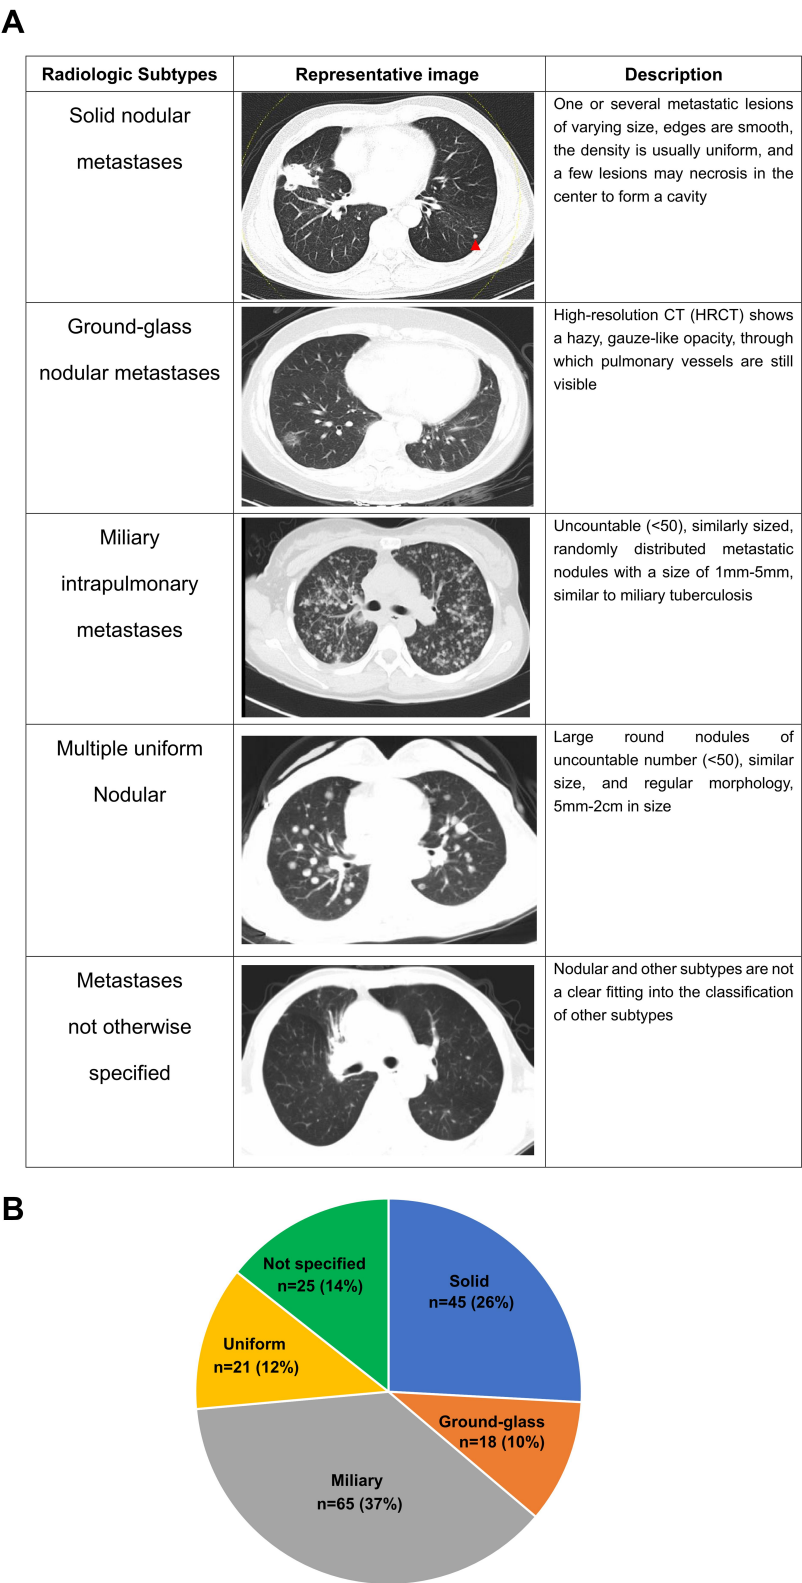 A
Radiologic Subtypes
Representative image
Description
Solid nodular
metastases
One or several metastatic lesions
of varying size, edges are smooth,
the density is usually uniform, and
a few lesions may necrosis in the
center to form a cavity
Ground-glass
nodular metastases
High-resolution CT (HRCT) shows
a hazy, gauze-like opacity, through
which pulmonary vessels are still
visible
Miliary
intrapulmonary
metastases
Uncountable (<50), similarly sized,
randomly distributed metastatic
nodules with a size of 1mm-5mm,
similar to miliary tuberculosis
Multiple uniform
Nodular
Large round nodules of
uncountable number (<50), similar
size, and regular morphology,
5mm-2cm in size
Metastases
not otherwise
specified
Nodular and other subtypes are not
a clear fitting into the classification
of other subtypes
B
Not specified
n=25 (14%)
Solid
n=45 (26%)
Uniform
n=21 (12%)
Ground-glass
n=18 (10%)
Miliary
n=65 (37%)